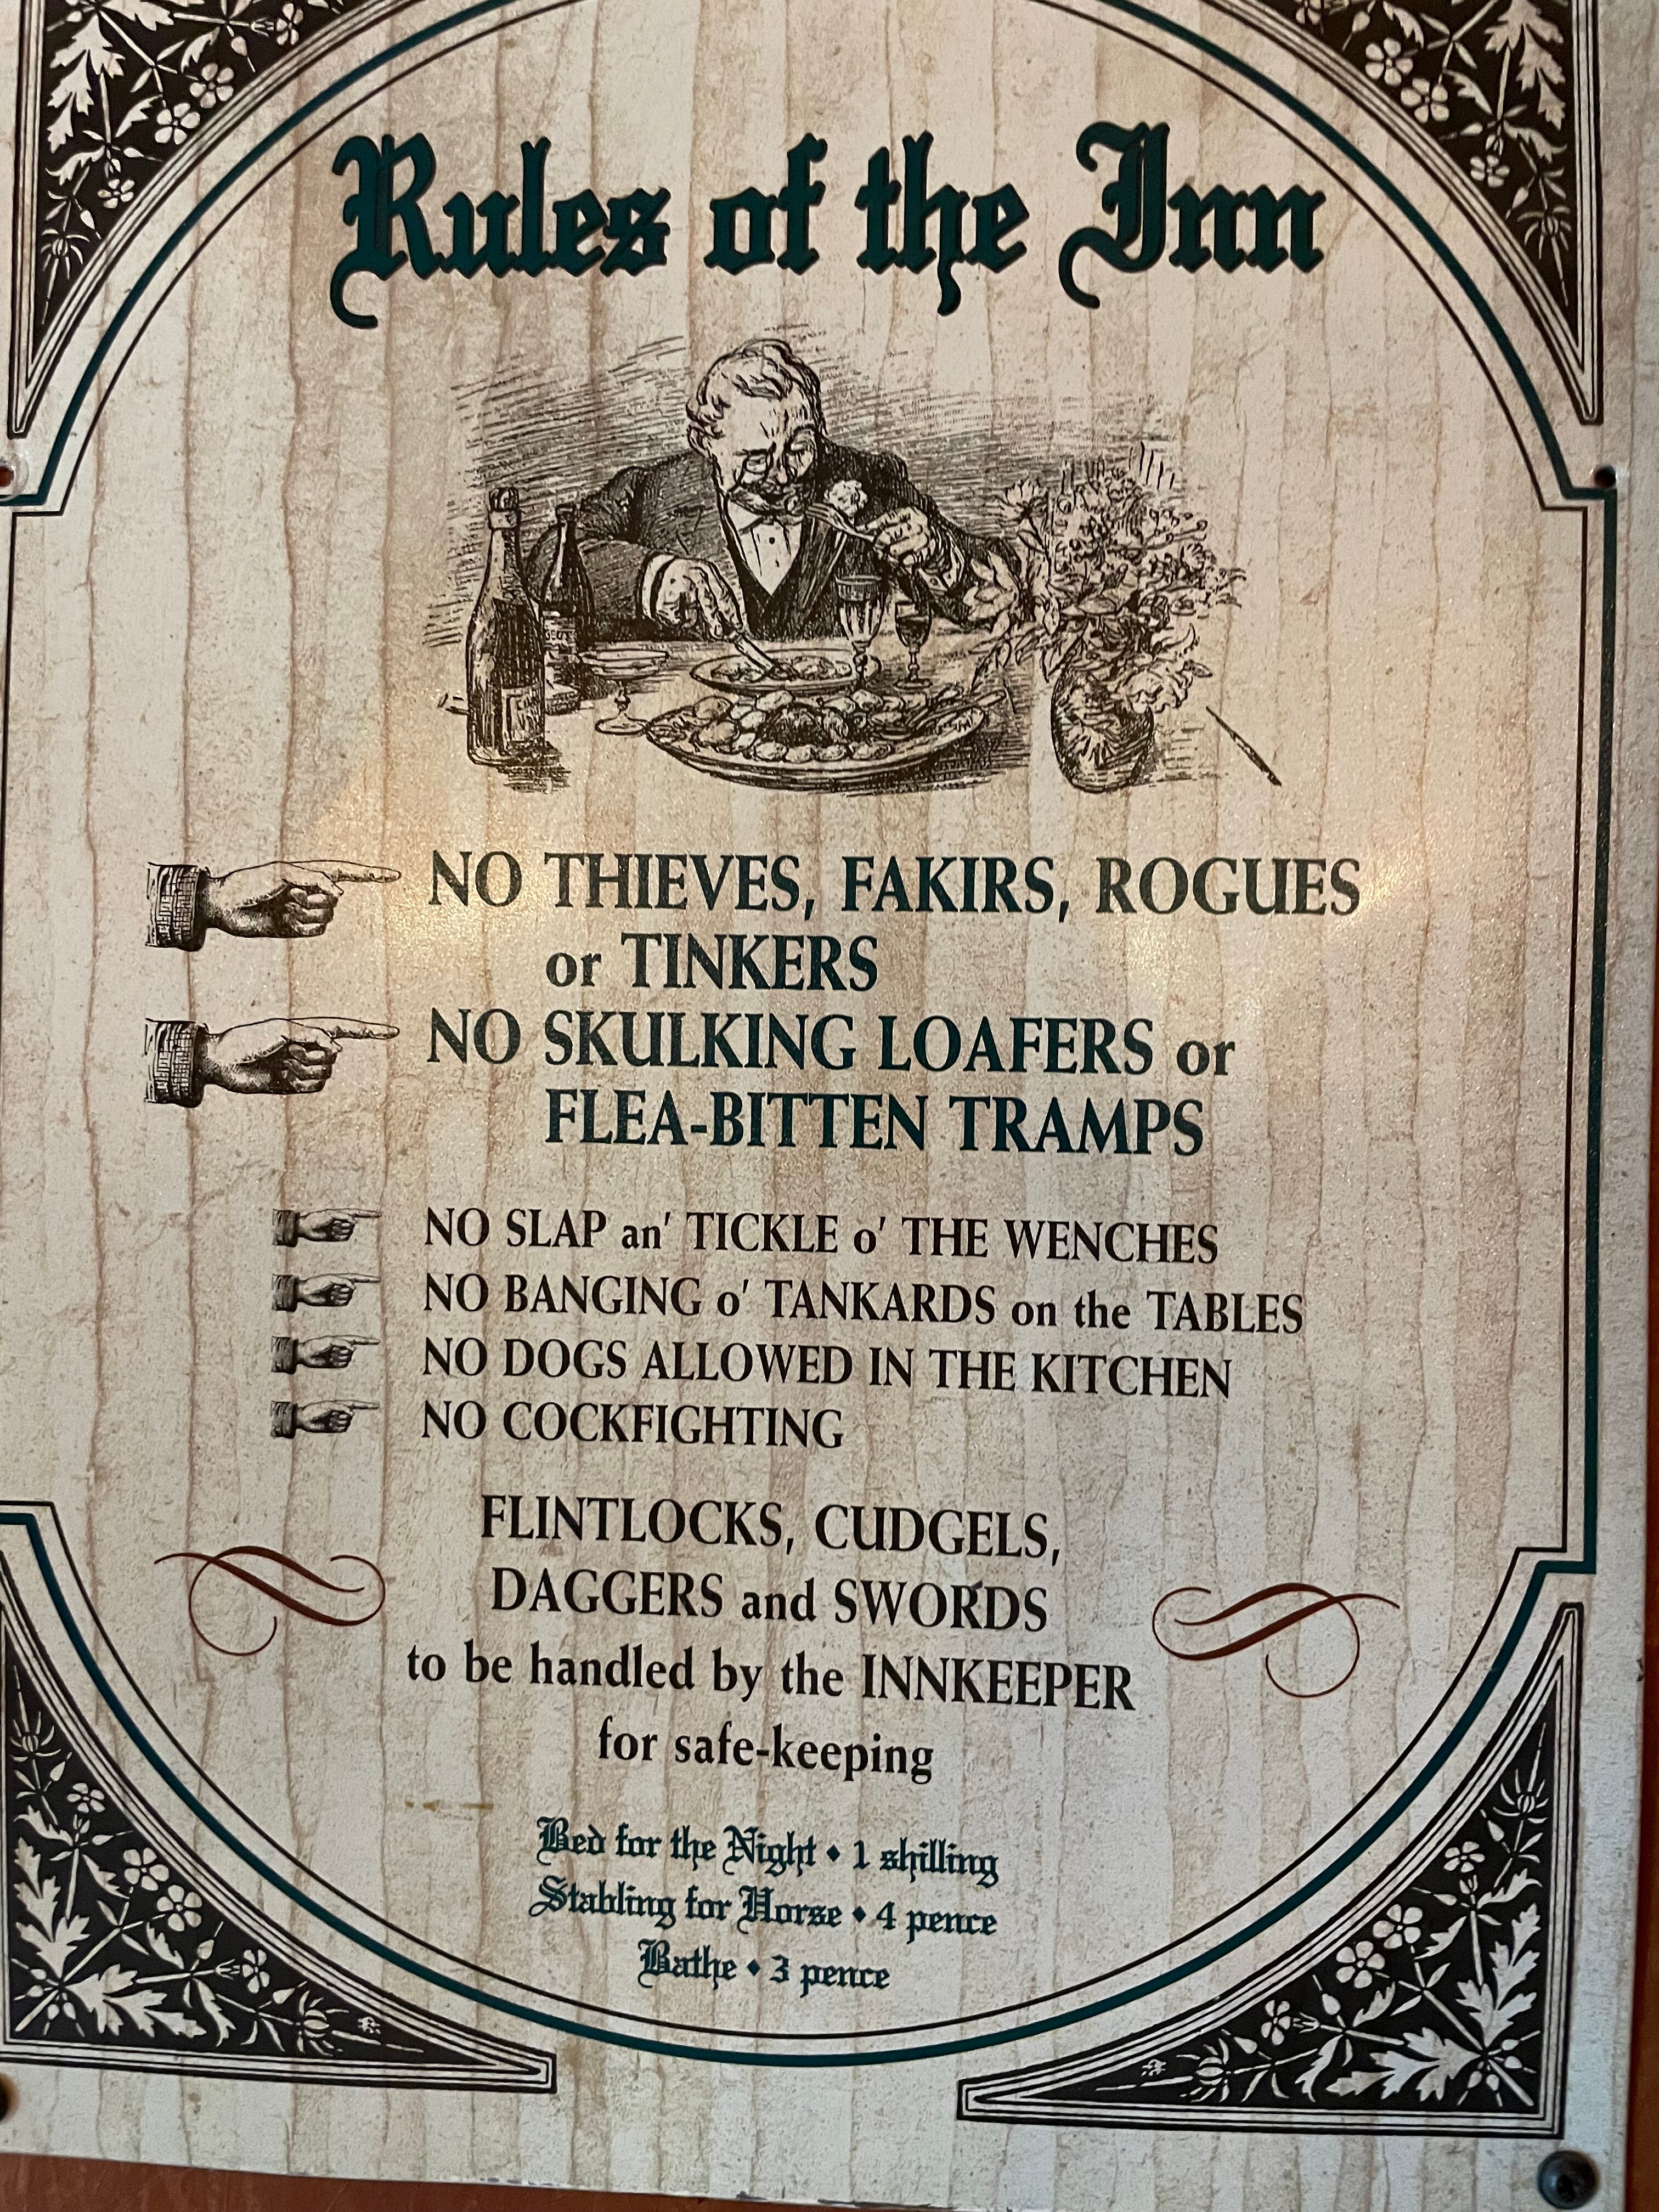 Rules of the Inn
NO THIEVES, FAKIRS, ROGUES
or TINKERS
NO SKULKING LOAFERS or
FLEA-BITTEN TRAMPS
NO SLAP an' TICKLE o' THE WENCHES
NO BANGING o' TANKARDS on the TABLES
NO DOGS ALLOWED IN THE KITCHEN
NO COCKFIGHTING
FLINTLOCKS, CUDGELS,
DAGGERS and SWORDS
to be handled by the INNKEEPER
for safe-keeping
Bed for the Night ♦ 1 shilling
Stabling for Horse ♦ 4 pence
Bathe ♦ 3 pence